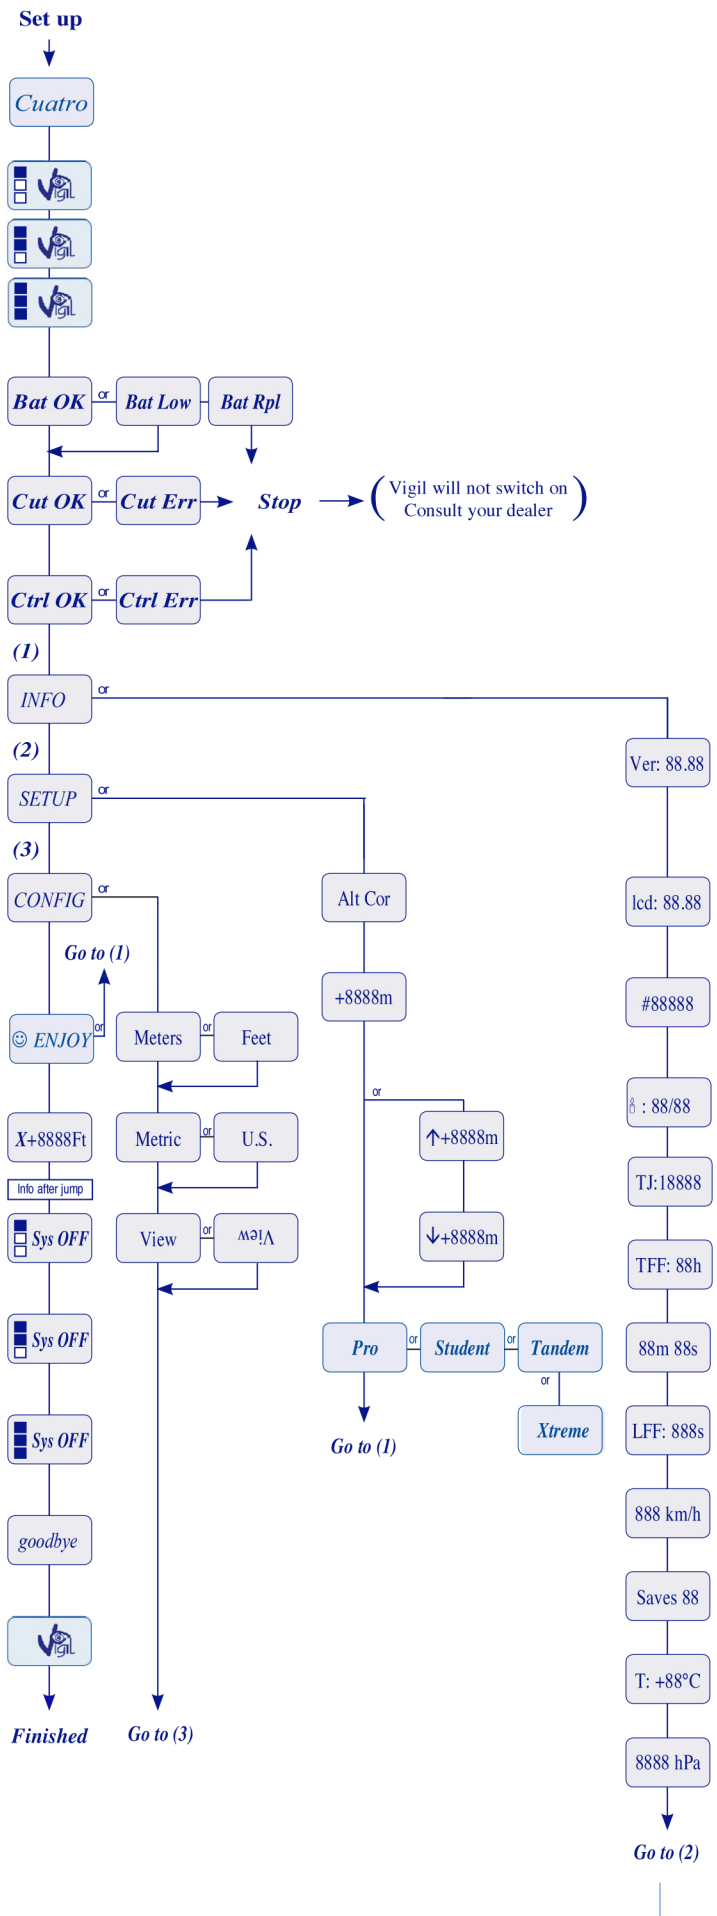 Set up
Cuatro
Vigil
Vigil
Vigil
Bat OK or Bat Low Bat Rpl
Cut OK or Cut Err Stop (Vigil will not switch on
Consult your dealer)
Ctrl OK or Ctrl Err
(1)
INFO or
(2)
SETUP or
(3)
CONFIG or
Go to (1)
☺ ENJOY or
X+8888Ft
Info after jump
Sys OFF
Sys OFF
Sys OFF
goodbye
Vigil
Finished
Meters or Feet
Metric or U.S.
View or View
Go to (3)
Alt Cor
+8888m
or
↑+8888m
↓+8888m
Pro or Student or Tandem
or
Xtreme
Go to (1)
Ver: 88.88
lcd: 88.88
#88888
: 88/88
TJ:18888
TFF: 88h
88m 88s
LFF: 888s
888 km/h
Saves 88
T: +88°C
8888 hPa
Go to (2)